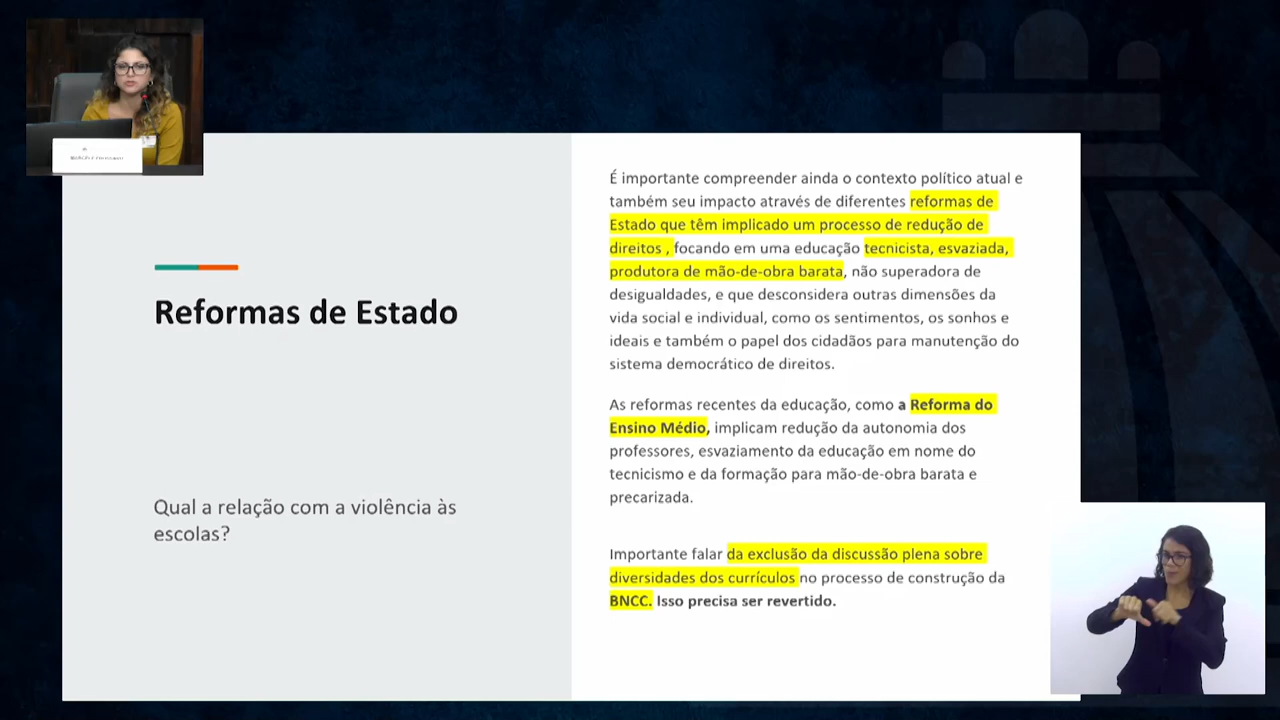 Reformas de Estado
Qual a relação com a violência às
escolas?
É importante compreender ainda o contexto político atual e
também seu impacto através de diferentes reformas de
Estado que têm implicado um processo de redução de
direitos , focando em uma educação tecnicista, esvaziada,
produtora de mão-de-obra barata, não superadora de
desigualdades, e que desconsidera outras dimensões da
vida social e individual, como os sentimentos, os sonhos e
ideais e também o papel dos cidadãos para manutenção do
sistema democrático de direitos.
As reformas recentes da educação, como a Reforma do
Ensino Médio, implicam redução da autonomia dos
professores, esvaziamento da educação em nome do
tecnicismo e da formação para mão-de-obra barata e
precarizada.
Importante falar da exclusão da discussão plena sobre
diversidades dos currículos no processo de construção da
BNCC. Isso precisa ser revertido.